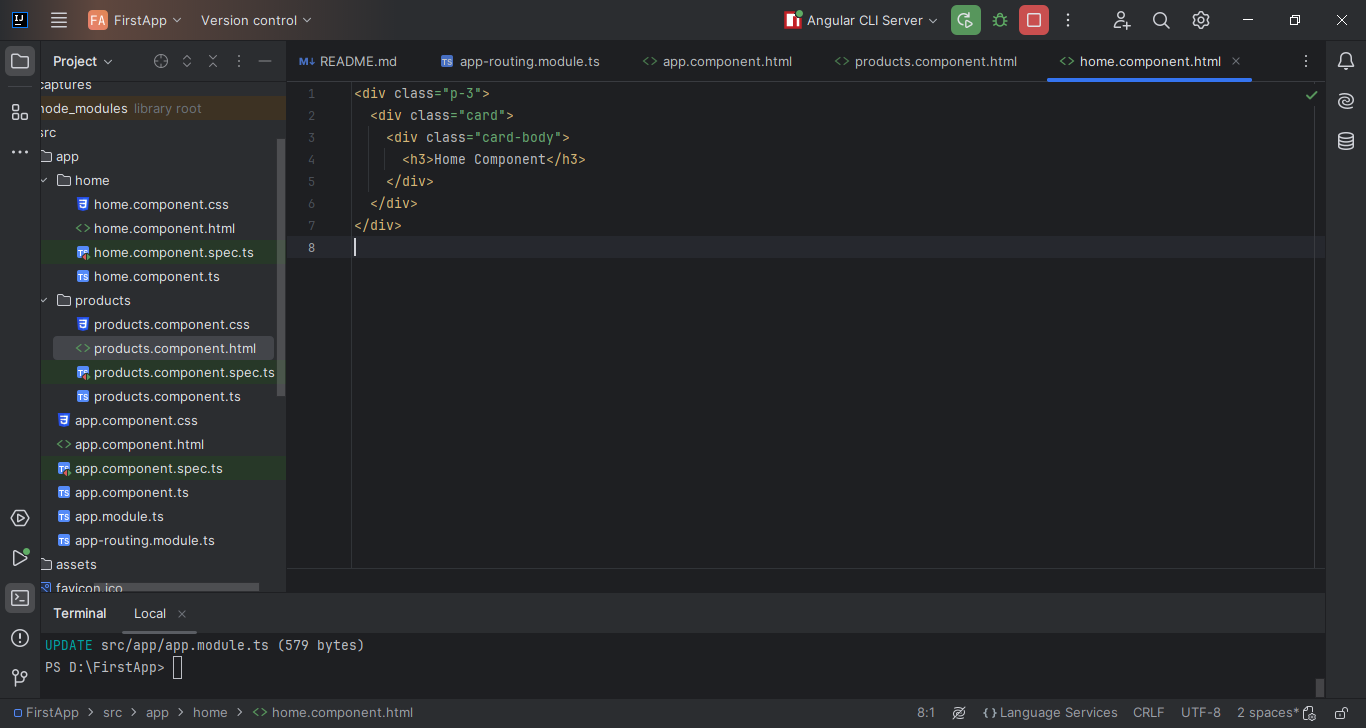 FA FirstApp Version control Angular CLI Server
Project
README.md app-routing.module.ts app.component.html products.component.html home.component.html
captures
node_modules library root
src
app
home
home.component.css
home.component.html
home.component.spec.ts
home.component.ts
products
products.component.css
products.component.html
products.component.spec.ts
products.component.ts
app.component.css
app.component.html
app.component.spec.ts
app.component.ts
app.module.ts
app-routing.module.ts
assets
favicon.ico
1 <div class="p-3">
2 <div class="card">
3 <div class="card-body">
4 <h3>Home Component</h3>
5 </div>
6 </div>
7 </div>
8
Terminal Local
UPDATE src/app/app.module.ts (579 bytes)
PS D:\FirstApp>
FirstApp > src > app > home > <> home.component.html 8:1 {} Language Services CRLF UTF-8 2 spaces*